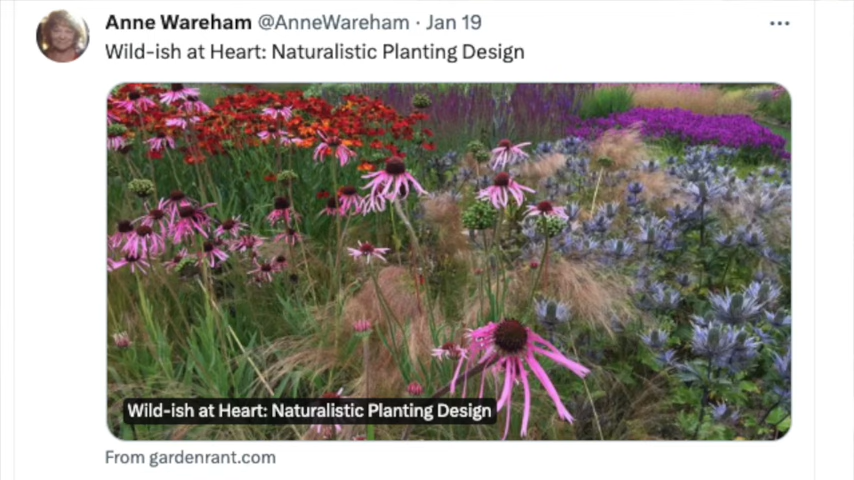 Anne Wareham @AnneWareham · Jan 19
Wild-ish at Heart: Naturalistic Planting Design
Wild-ish at Heart: Naturalistic Planting Design
From gardenrant.com